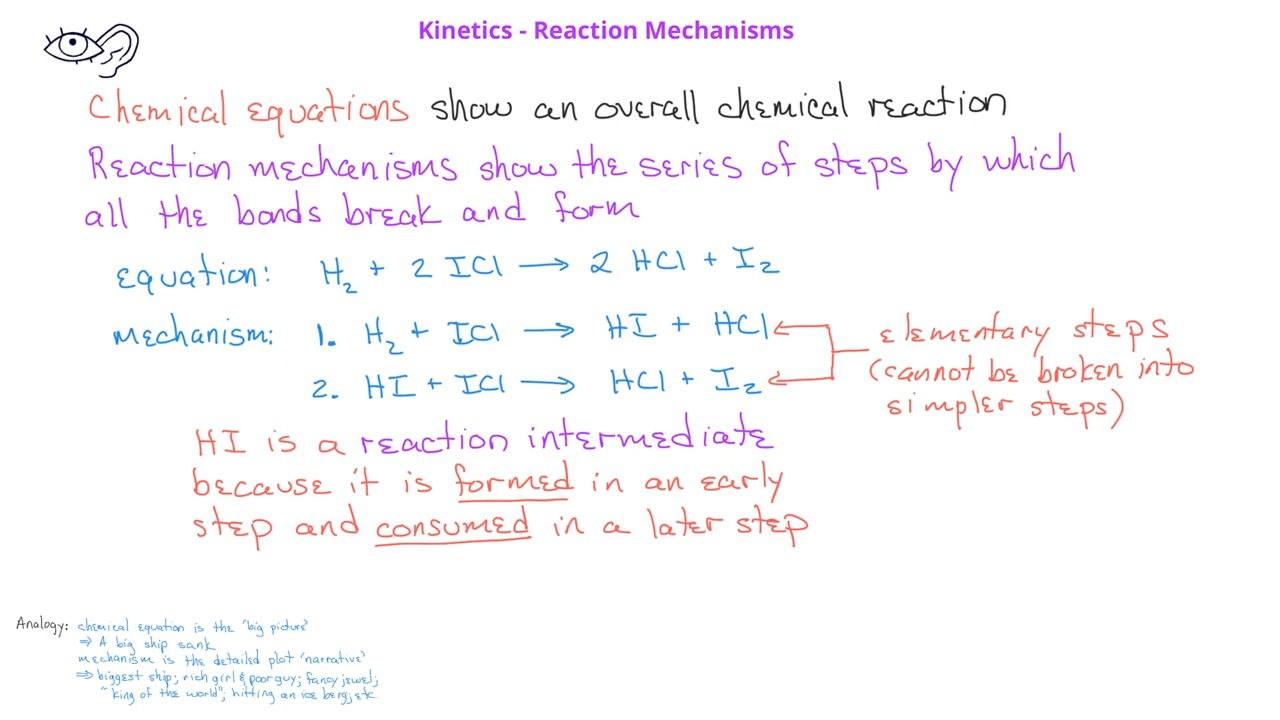 Kinetics - Reaction Mechanisms
Chemical equations show an overall chemical reaction
Reaction mechanisms show the series of steps by which
all the bonds break and form
equation: H₂ + 2 ICl → 2 HCl + I₂
mechanism: 1. H₂ + ICl → HI + HCl
2. HI + ICl → HCl + I₂
elementary steps
(cannot be broken into
simpler steps)
HI is a reaction intermediate
because it is formed in an early
step and consumed in a later step
Analogy: chemical equation is the "big picture"
⇒ A big ship sank
mechanism is the detailed plot "narrative"
⇒ biggest ship; rich girl & poor guy; fancy jewel;
"king of the world"; hitting an ice berg; etc.